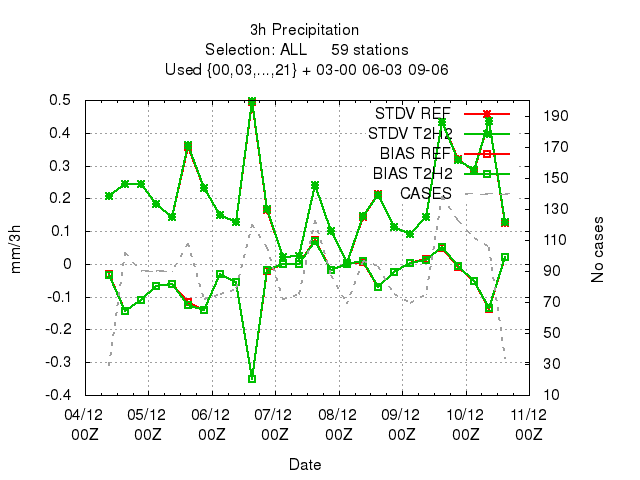 3h Precipitation
Selection: ALL 59 stations
Used {00,03,...,21} + 03-00 06-03 09-06
STDV REF
STDV T2H2
BIAS REF
BIAS T2H2
CASES
0.5
0.4
0.3
0.2
0.1
0
-0.1
-0.2
-0.3
-0.4
mm/3h
190
170
150
130
110
90
70
50
30
10
No cases
04/12 05/12 06/12 07/12 08/12 09/12 10/12 11/12
00Z 00Z 00Z 00Z 00Z 00Z 00Z 00Z
Date